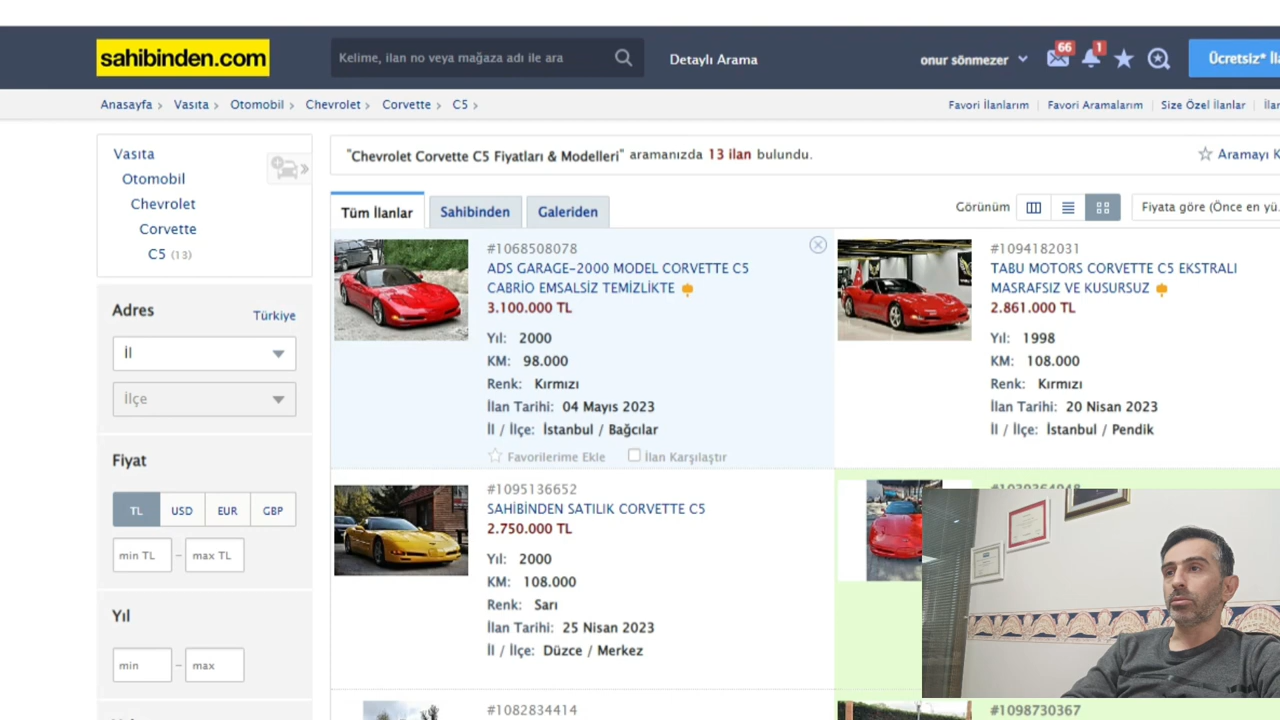 sahibinden.com
Kelime, ilan no veya mağaza adı ile ara
Detaylı Arama
onur sönmezer
66
1
Ücretsiz*
Anasayfa > Vasıta > Otomobil > Chevrolet > Corvette > C5 >
Favori İlanlarım | Favori Aramalarım | Size Özel İlanlar
Vasıta
Otomobil
Chevrolet
Corvette
C5 (13)
"Chevrolet Corvette C5 Fiyatları & Modelleri" aramanızda 13 ilan bulundu.
Aramayı
Tüm İlanlar
Sahibinden
Galeriden
Görünüm
Fiyata göre (Önce en yü...
#1068508078
ADS GARAGE-2000 MODEL CORVETTE C5
CABRİO EMSALSİZ TEMİZLİKTE
3.100.000 TL
Yıl: 2000
KM: 98.000
Renk: Kırmızı
İlan Tarihi: 04 Mayıs 2023
İl / İlçe: İstanbul / Bağcılar
Favorilerime Ekle
İlan Karşılaştır
#1094182031
TABU MOTORS CORVETTE C5 EKSTRALI
MASRAFSIZ VE KUSURSUZ
2.861.000 TL
Yıl: 1998
KM: 108.000
Renk: Kırmızı
İlan Tarihi: 20 Nisan 2023
İl / İlçe: İstanbul / Pendik
#1095136652
SAHİBİNDEN SATILIK CORVETTE C5
2.750.000 TL
Yıl: 2000
KM: 108.000
Renk: Sarı
İlan Tarihi: 25 Nisan 2023
İl / İlçe: Düzce / Merkez
#1082834414
#1098730367
Adres
Türkiye
İl
İlçe
Fiyat
TL
USD
EUR
GBP
min TL – max TL
Yıl
min – max